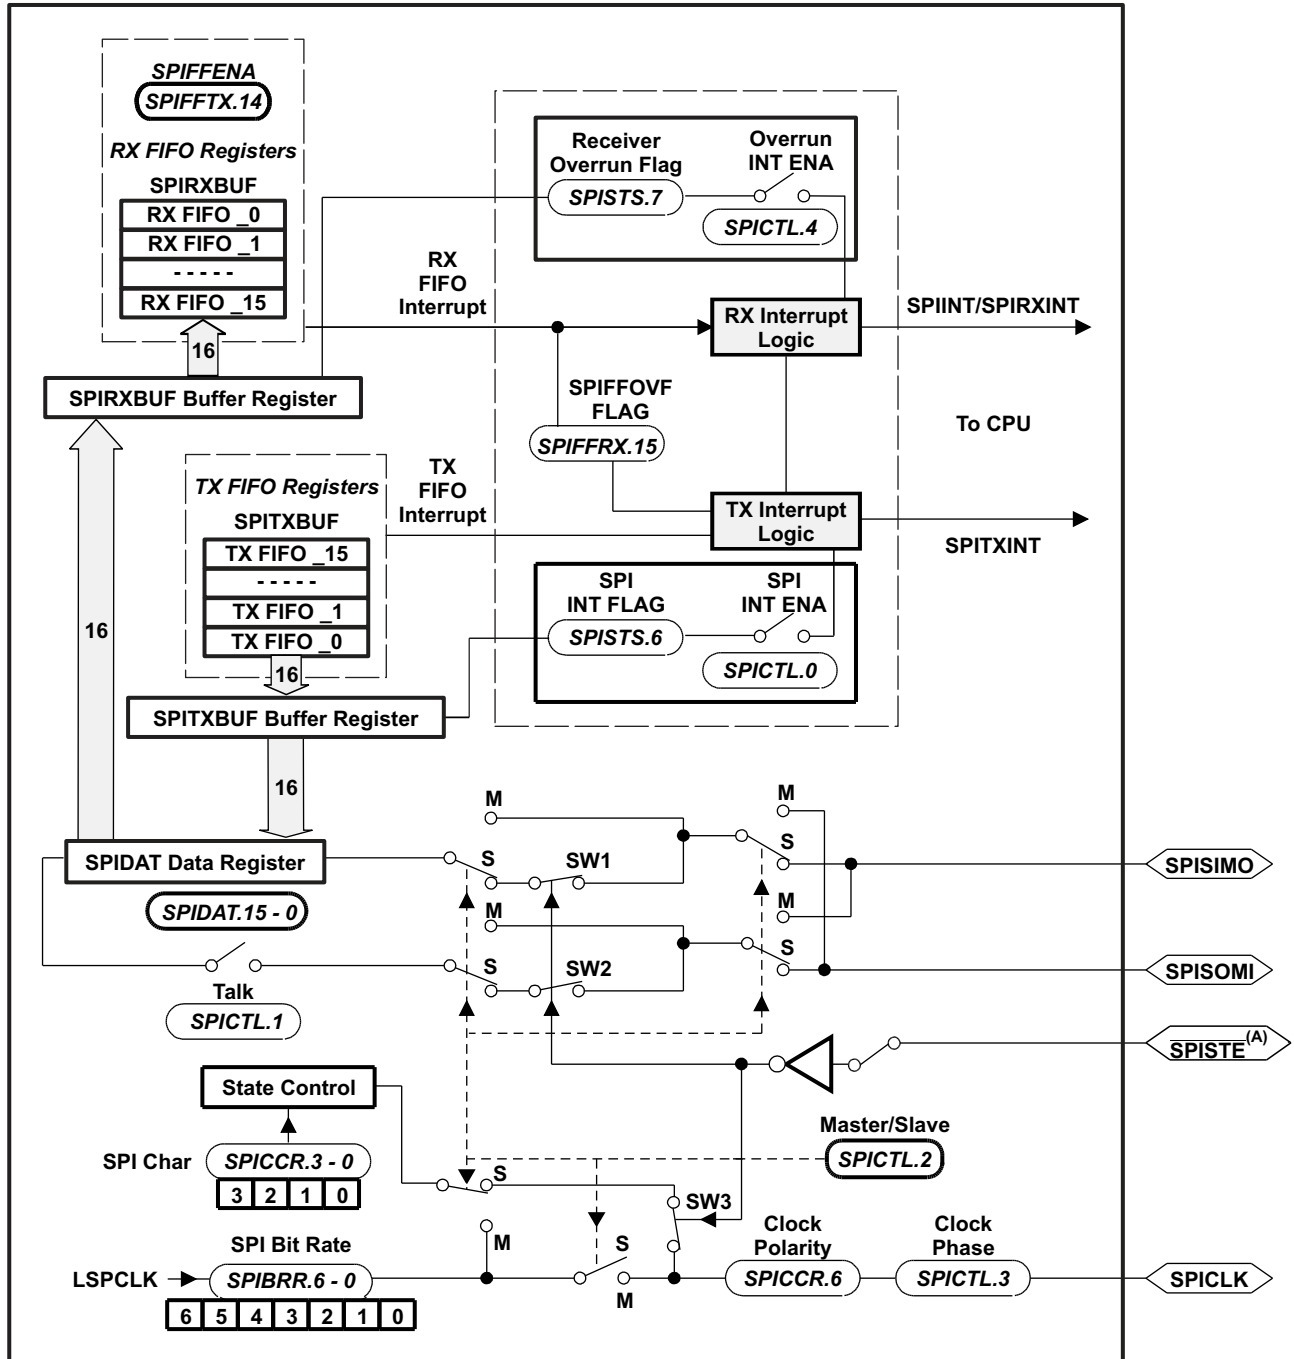 SPIFFENA
SPIFFTX.14
RX FIFO Registers
SPIRXBUF
RX FIFO _0
RX FIFO _1
- - - - -
RX FIFO _15
16
SPIRXBUF Buffer Register
Receiver
Overrun Flag
SPISTS.7
Overrun
INT ENA
SPICTL.4
RX
FIFO
Interrupt
RX Interrupt
Logic
SPIINT/SPIRXINT
SPIFFOVF
FLAG
SPIFFRX.15
To CPU
TX FIFO Registers
SPITXBUF
TX FIFO _15
- - - - -
TX FIFO _1
TX FIFO _0
16
16
TX
FIFO
Interrupt
TX Interrupt
Logic
SPITXINT
SPI
INT FLAG
SPISTS.6
SPI
INT ENA
SPICTL.0
SPITXBUF Buffer Register
16
SPIDAT Data Register
SPIDAT.15 - 0
M
S
SW1
M
S
SPISIMO
M
S
SW2
M
S
SPISOMI
Talk
SPICTL.1
SPISTE(A)
State Control
Master/Slave
SPICTL.2
SPI Char
SPICCR.3 - 0
3 2 1 0
S
M
SW3
SPI Bit Rate
LSPCLK
SPIBRR.6 - 0
6 5 4 3 2 1 0
S
M
Clock
Polarity
SPICCR.6
Clock
Phase
SPICTL.3
SPICLK